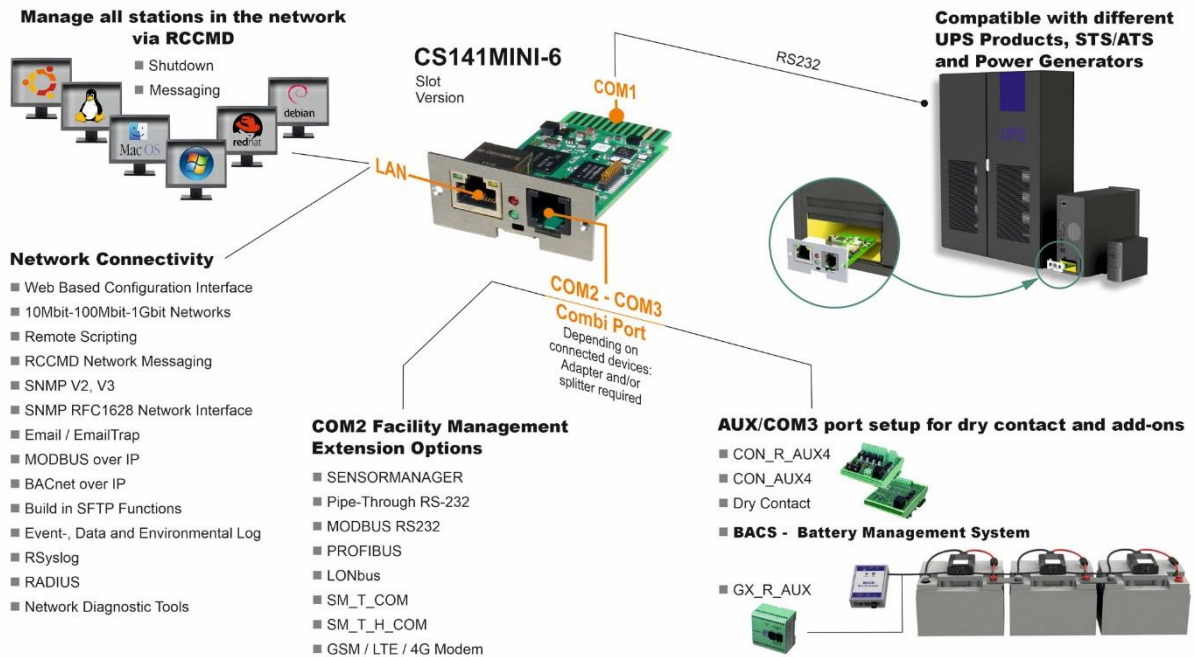 Manage all stations in the network
via RCCMD
Shutdown
Messaging
debian
redhat
MacOS
CS141MINI-6
Slot
Version
COM1
RS232
LAN
COM2 - COM3
Combi Port
Depending on
connected devices:
Adapter and/or
splitter required
Compatible with different
UPS Products, STS/ATS
and Power Generators
UPS
Network Connectivity
Web Based Configuration Interface
10Mbit-100Mbit-1Gbit Networks
Remote Scripting
RCCMD Network Messaging
SNMP V2, V3
SNMP RFC1628 Network Interface
Email / EmailTrap
MODBUS over IP
BACnet over IP
Build in SFTP Functions
Event-, Data and Environmental Log
RSyslog
RADIUS
Network Diagnostic Tools
COM2 Facility Management
Extension Options
SENSORMANAGER
Pipe-Through RS-232
MODBUS RS232
PROFIBUS
LONbus
SM_T_COM
SM_T_H_COM
GSM / LTE / 4G Modem
AUX/COM3 port setup for dry contact and add-ons
CON_R_AUX4
CON_AUX4
Dry Contact
BACS - Battery Management System
BACS
GX_R_AUX